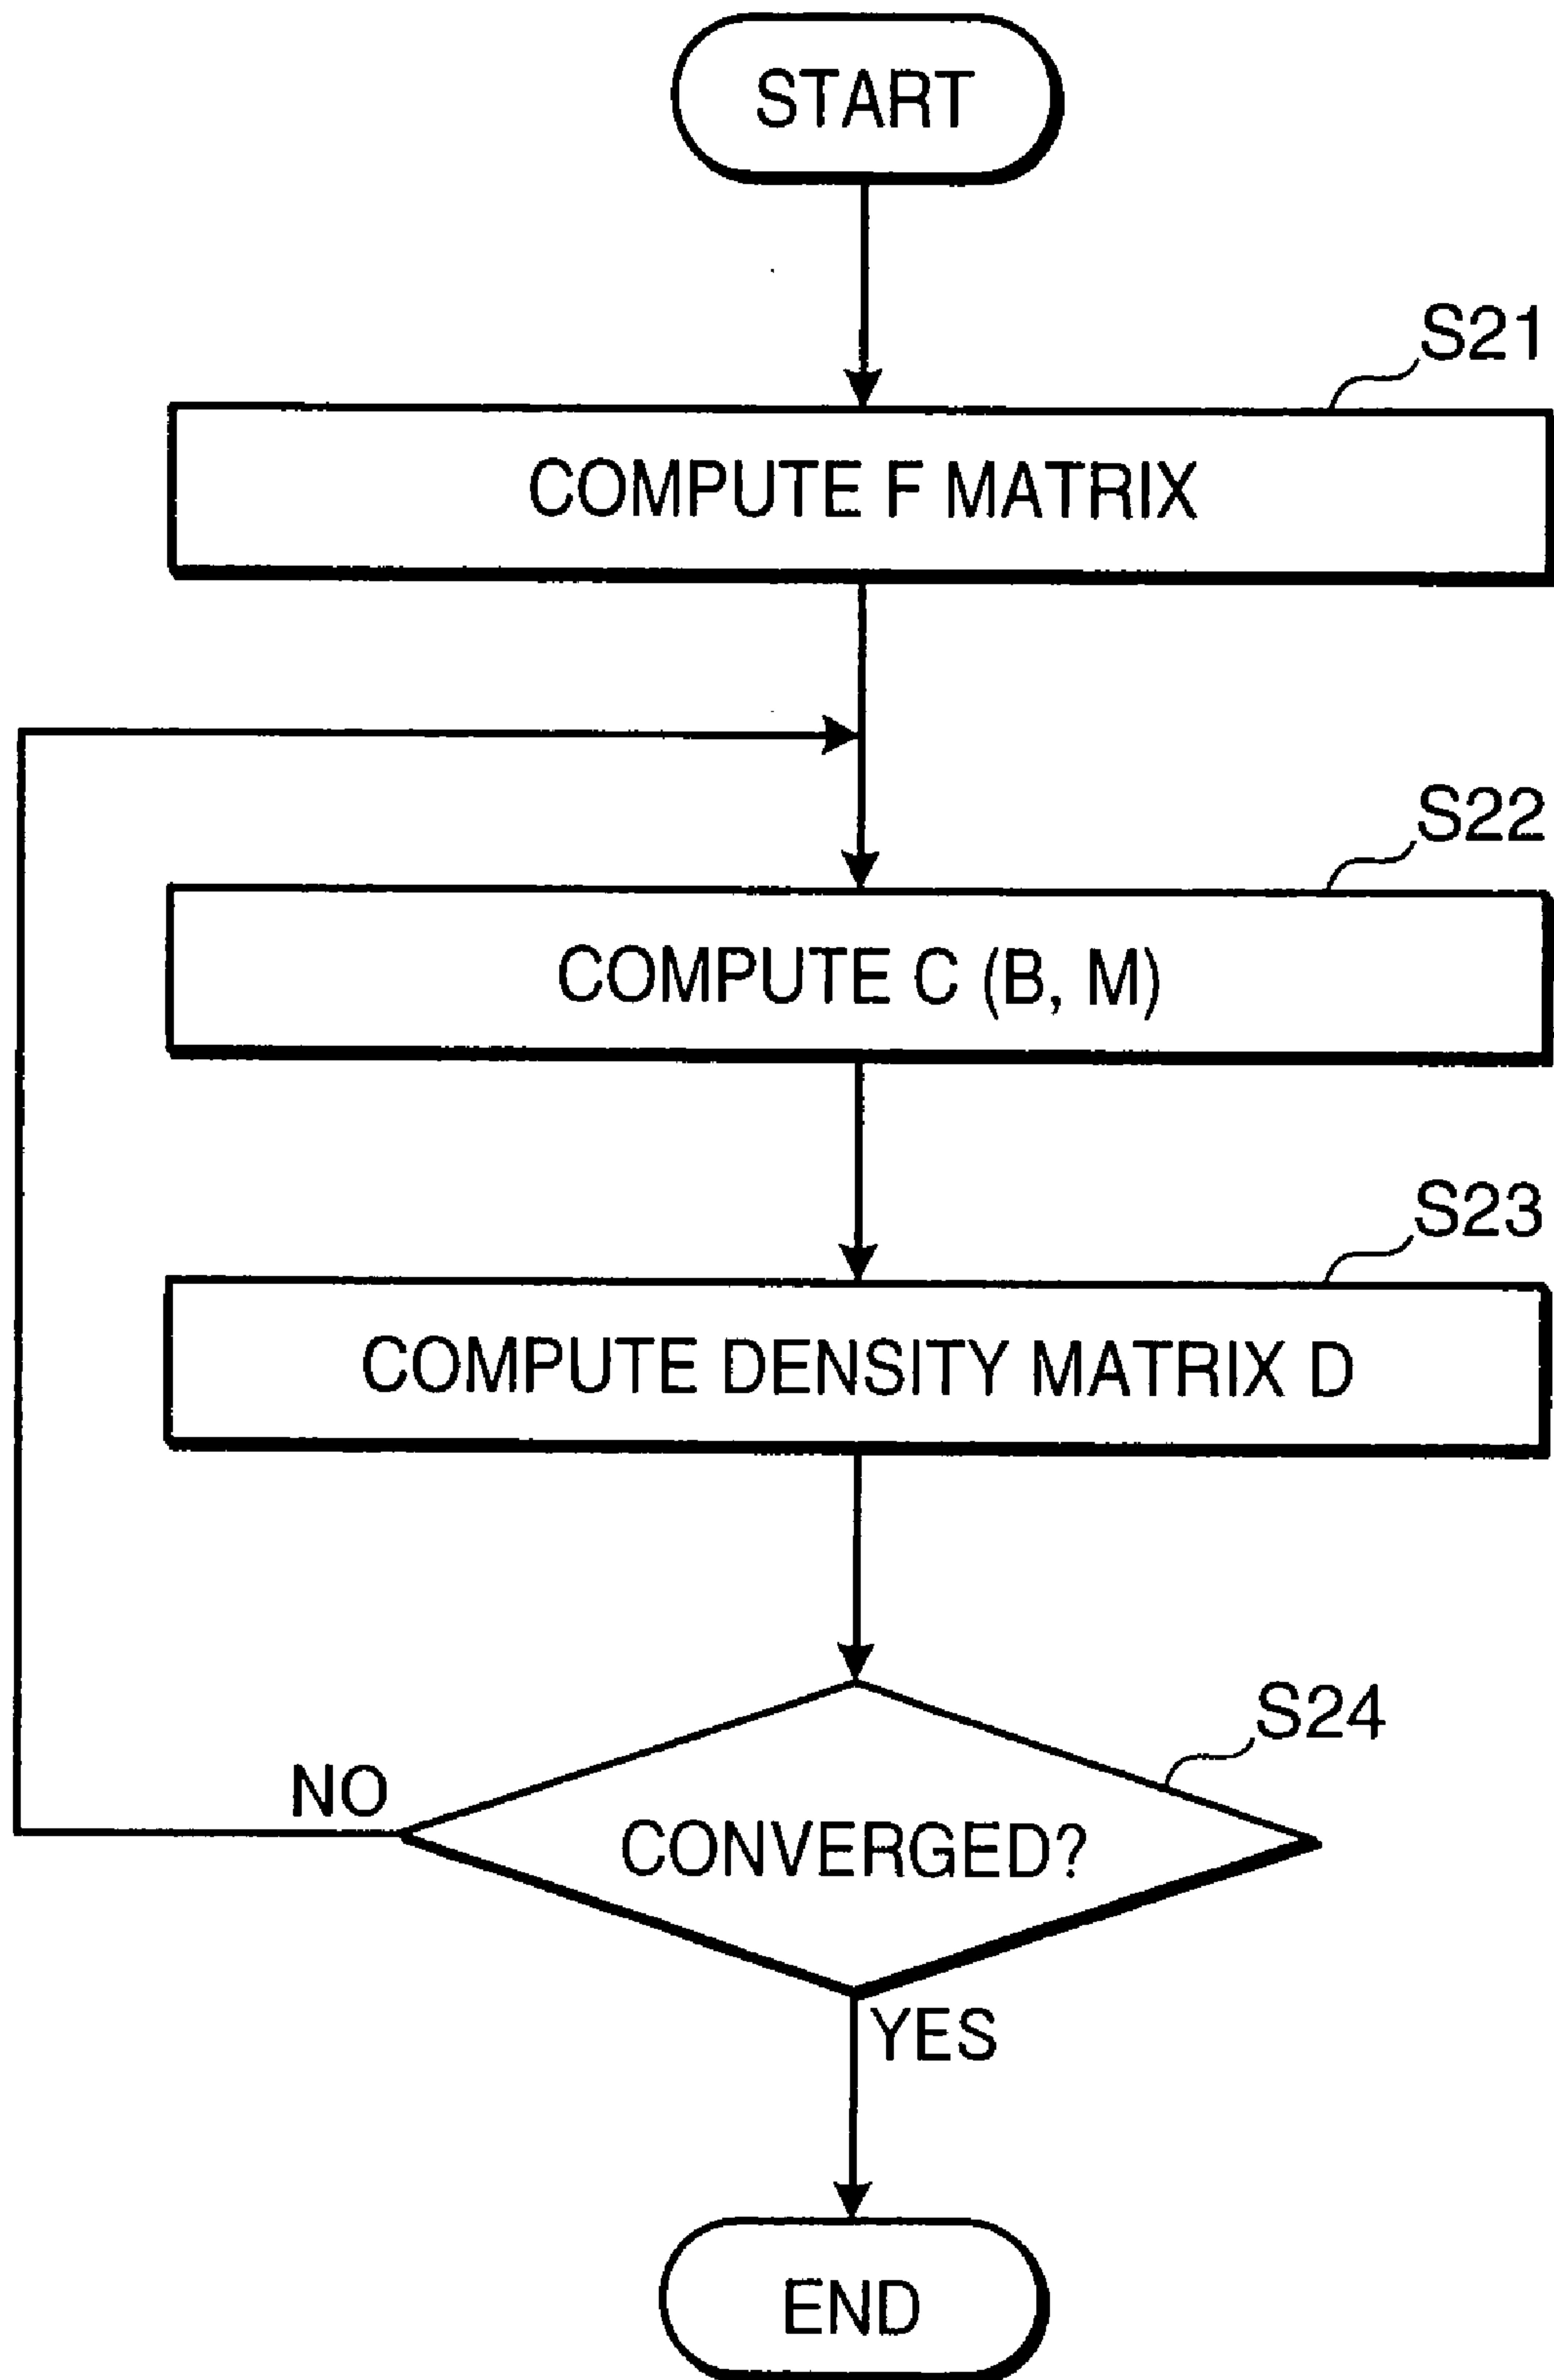 START
S21
COMPUTE F MATRIX
S22
COMPUTE C (B, M)
S23
COMPUTE DENSITY MATRIX D
S24
NO
CONVERGED?
YES
END